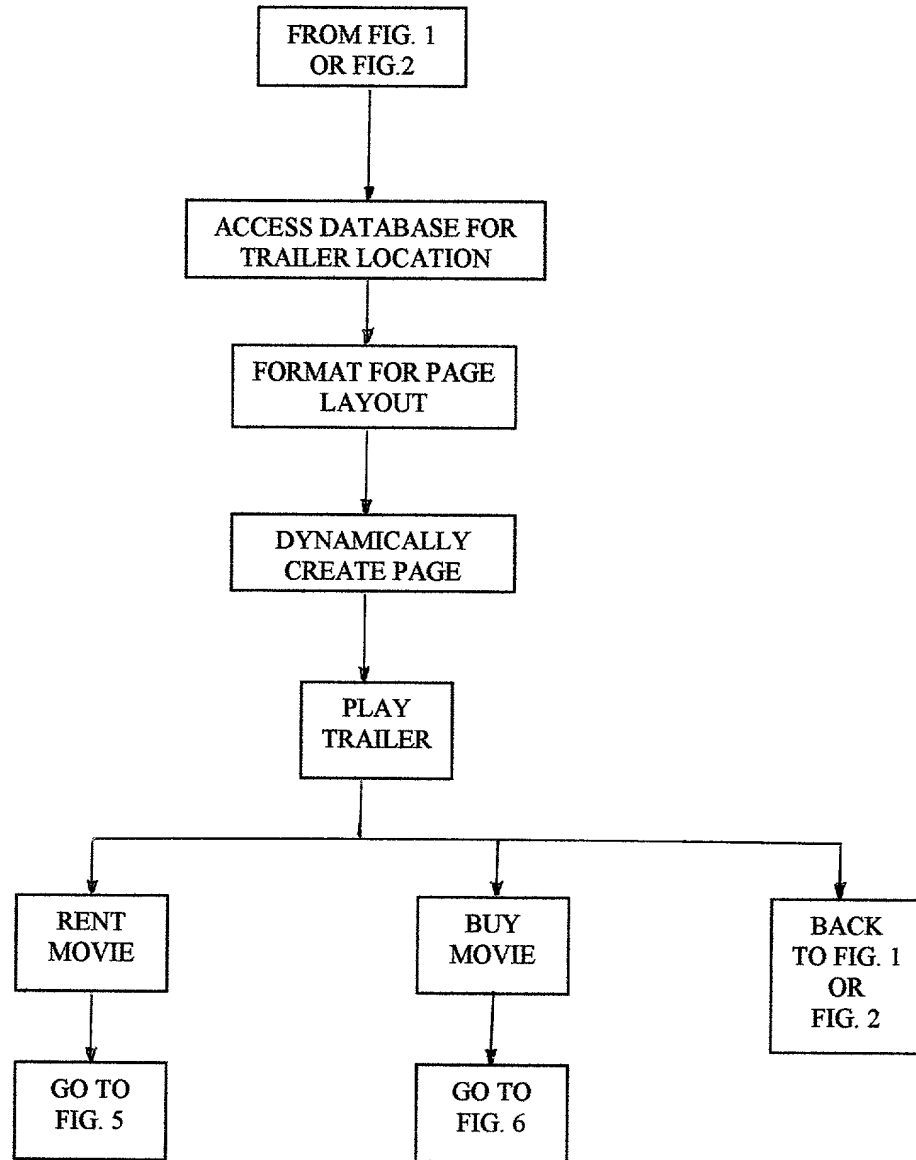 FROM FIG. 1
OR FIG.2
ACCESS DATABASE FOR
TRAILER LOCATION
FORMAT FOR PAGE
LAYOUT
DYNAMICALLY
CREATE PAGE
PLAY
TRAILER
RENT
MOVIE
BUY
MOVIE
BACK
TO FIG. 1
OR
FIG. 2
GO TO
FIG. 5
GO TO
FIG. 6